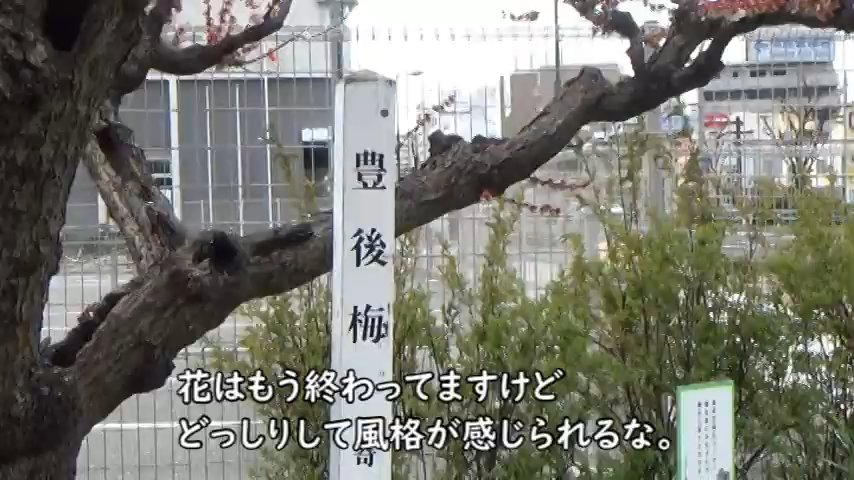 豊後梅
寄
花はもう終わってますけど
どっしりして風格が感じられるな。